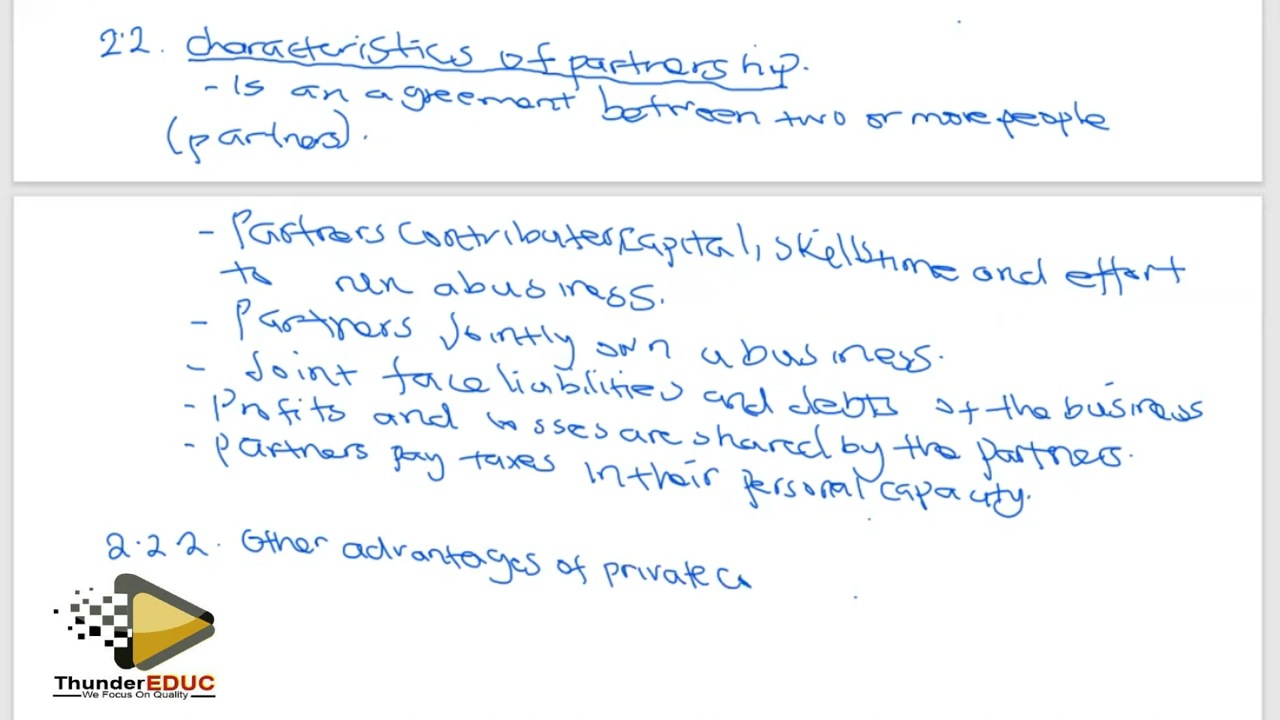 2.2. characteristics of partnership.
- Is an agreement between two or more people
(partners).
- Partners contributes, capital, skells time and effort
to run a business.
- Partners jointly own a business.
- Joint face liabilities and debts of the business
- Profits and losses are shared by the partners.
- Partners pay taxes in their personal capacity.
2.2.2. Other advantages of private co
ThunderEDUC
We Focus On Quality